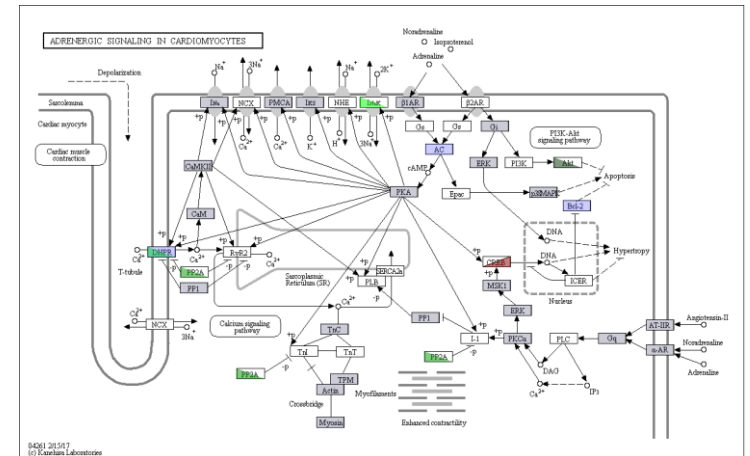 ADRENERGIC SIGNALING IN CARDIOMYOCYTES
Noradrenaline
Isoproterenol
Adrenaline
Depolarization
Na+
3Na+
Na+
2K+
Sarcolemma
NCX
PMCA
IKs
NHE
β1AR
β2AR
+p
+p
+p
+p
+p
Cardiac myocyte
Ca2+
Ca2+
K+
H+
3Na+
Gs
Gs
Gi
PI3K-Akt
signaling pathway
Cardiac muscle
contraction
AC
ERK
PI3K
Akt
cAMP
Apoptosis
CaMKII
PKA
Epac
p38MAPK
Bcl-2
CaM
DNA
+p
+p
DHPR
RyR2
Ca2+
Ca2+
Ca2+
+p
+p
+p
DNA
Hypertropy
T-tubule
PP2A
-p
Sarcoplasmic
Reticulum (SR)
SERCA2a
PLB
-p
CREB
ICER
PP1
MSK1
Nucleus
Ca2+
Ca2+
ERK
NCX
3Na
Calcium signaling
pathway
TnC
PP1
+p
AT-IIR
Angiotensin-II
+p
TnI
TnT
I-1
+p
PKCα
PLC
Gq
Noradrenaline
α-AR
PP2A
-p
PP2A
-p
DAG
TPM
Actin
Myofilaments
Adrenaline
Crossbridge
Ca2+
IP3
Myosin
Enhanced contractility
04261 2/15/17
(c) Kanehisa Laboratories